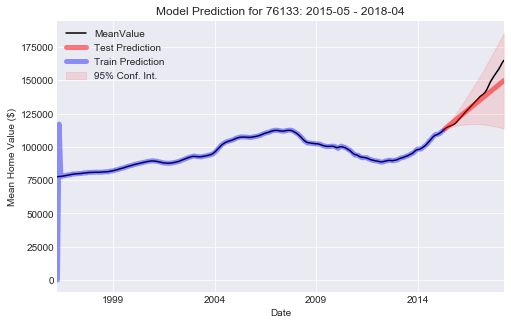 Model Prediction for 76133: 2015-05 - 2018-04
MeanValue
Test Prediction
Train Prediction
95% Conf. Int.
Mean Home Value ($)
175000
150000
125000
100000
75000
50000
25000
0
1999
2004
2009
2014
Date